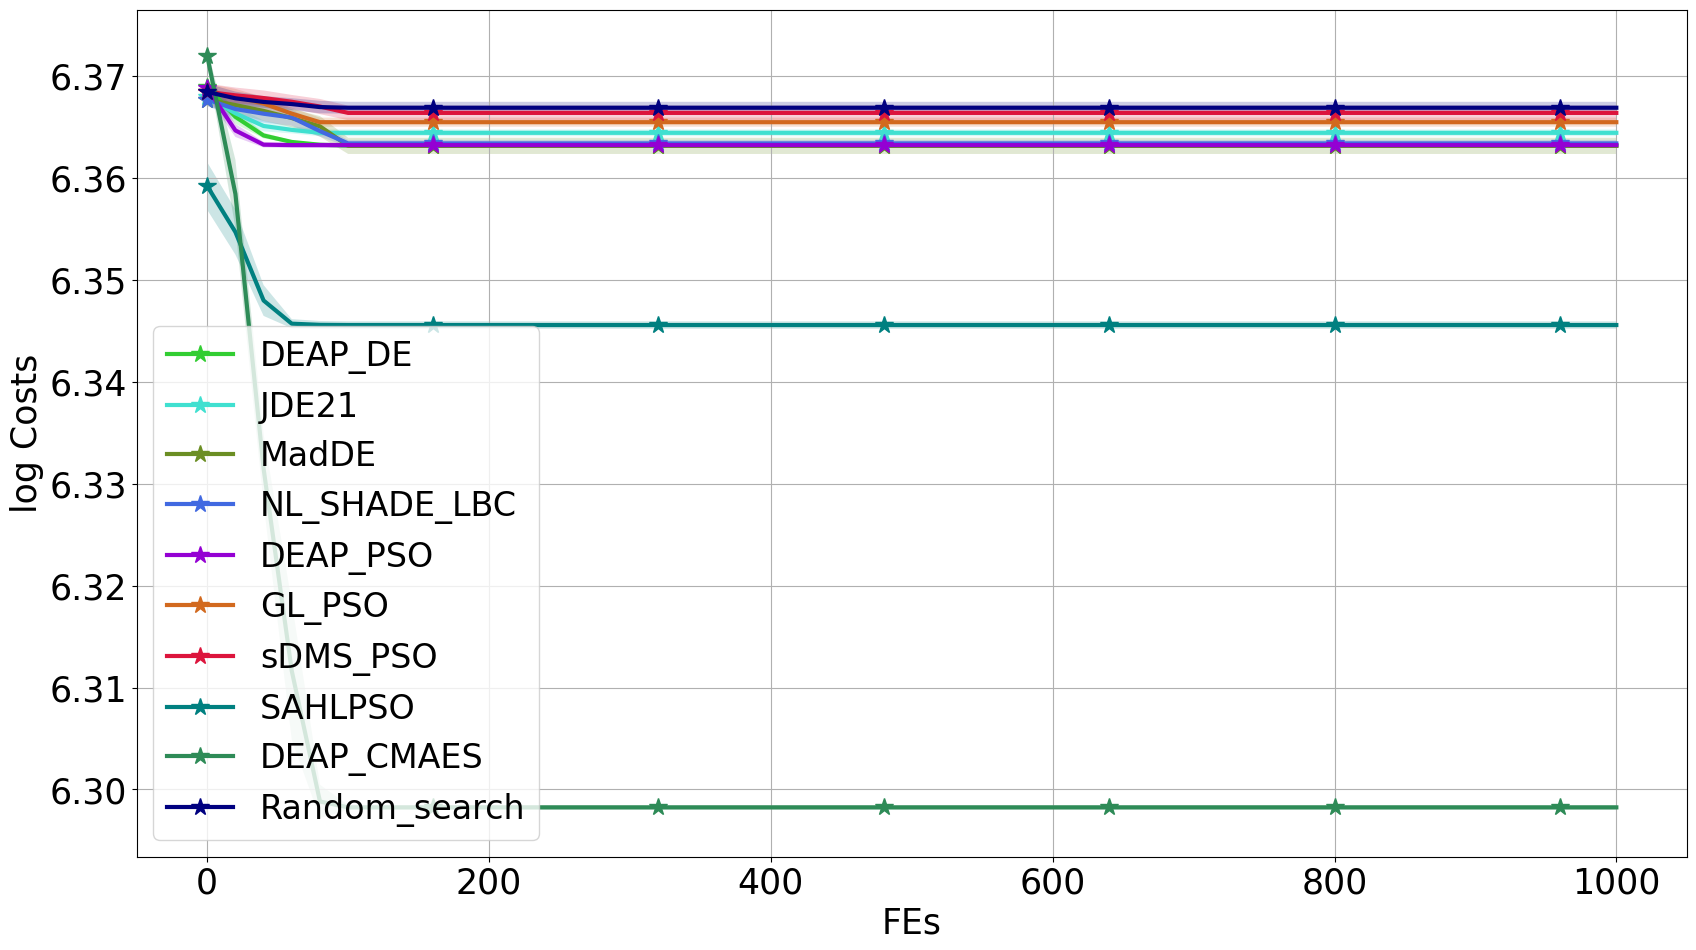 log Costs
6.37
6.36
6.35
6.34
6.33
6.32
6.31
6.30
DEAP_DE
JDE21
MadDE
NL_SHADE_LBC
DEAP_PSO
GL_PSO
sDMS_PSO
SAHLPSO
DEAP_CMAES
Random_search
0 200 400 600 800 1000
FEs